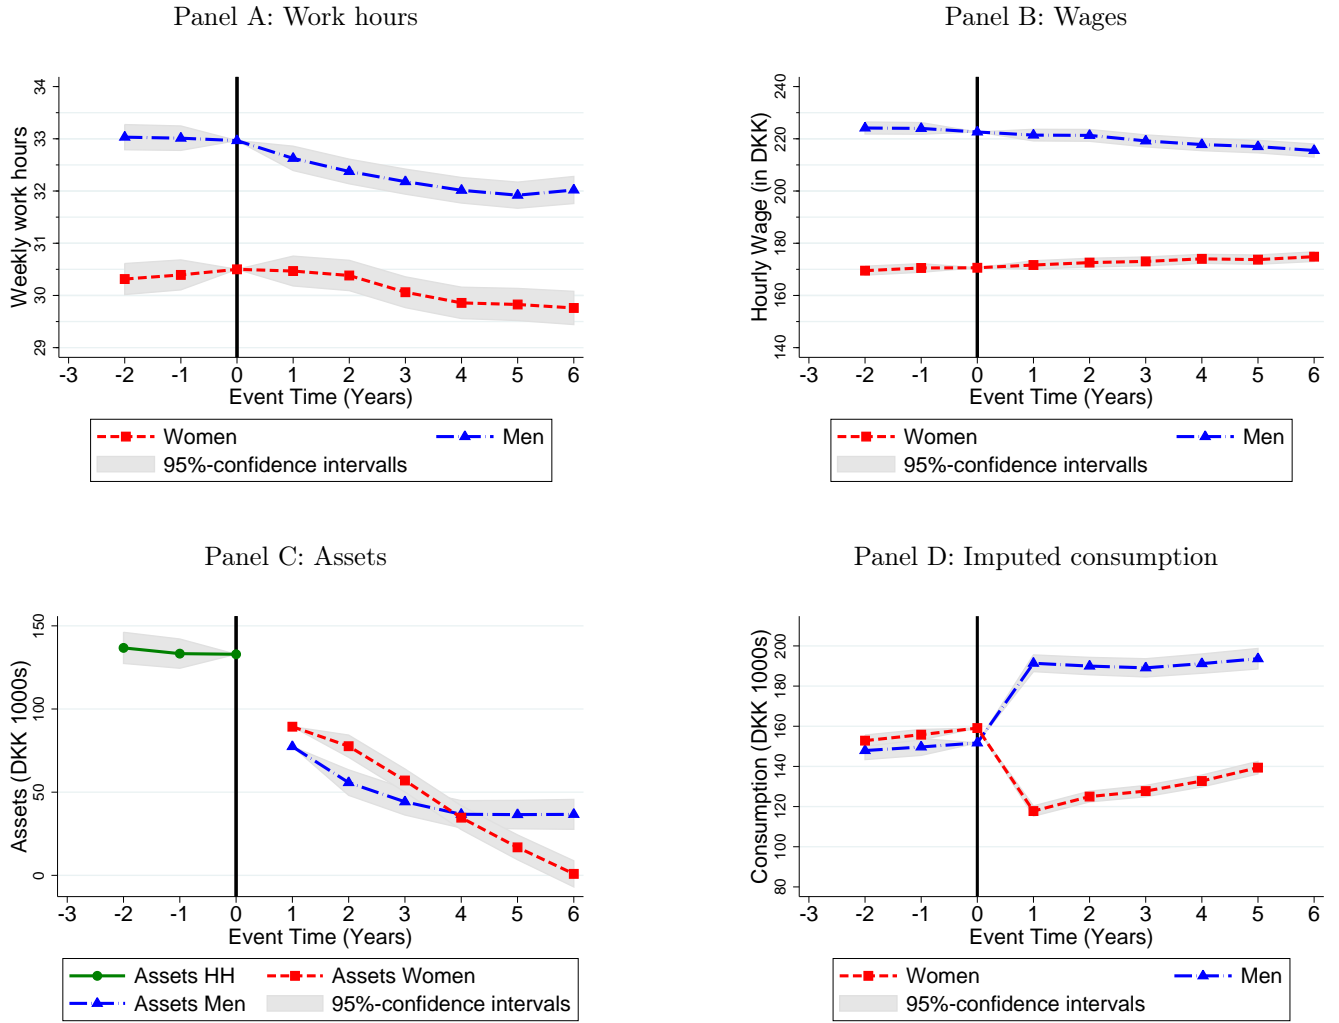 Panel A: Work hours
Weekly work hours
34
33
32
31
30
29
-3 -2 -1 0 1 2 3 4 5 6
Event Time (Years)
Women Men
95%-confidence intervalls
Panel B: Wages
Hourly Wage (in DKK)
240
220
200
180
160
140
-3 -2 -1 0 1 2 3 4 5 6
Event Time (Years)
Women Men
95%-confidence intervalls
Panel C: Assets
Assets (DKK 1000s)
150
100
50
0
-3 -2 -1 0 1 2 3 4 5 6
Event Time (Years)
Assets HH Assets Women
Assets Men 95%-confidence intervals
Panel D: Imputed consumption
Consumption (DKK 1000s)
200
180
160
140
120
100
80
-3 -2 -1 0 1 2 3 4 5 6
Event Time (Years)
Women Men
95%-confidence intervals